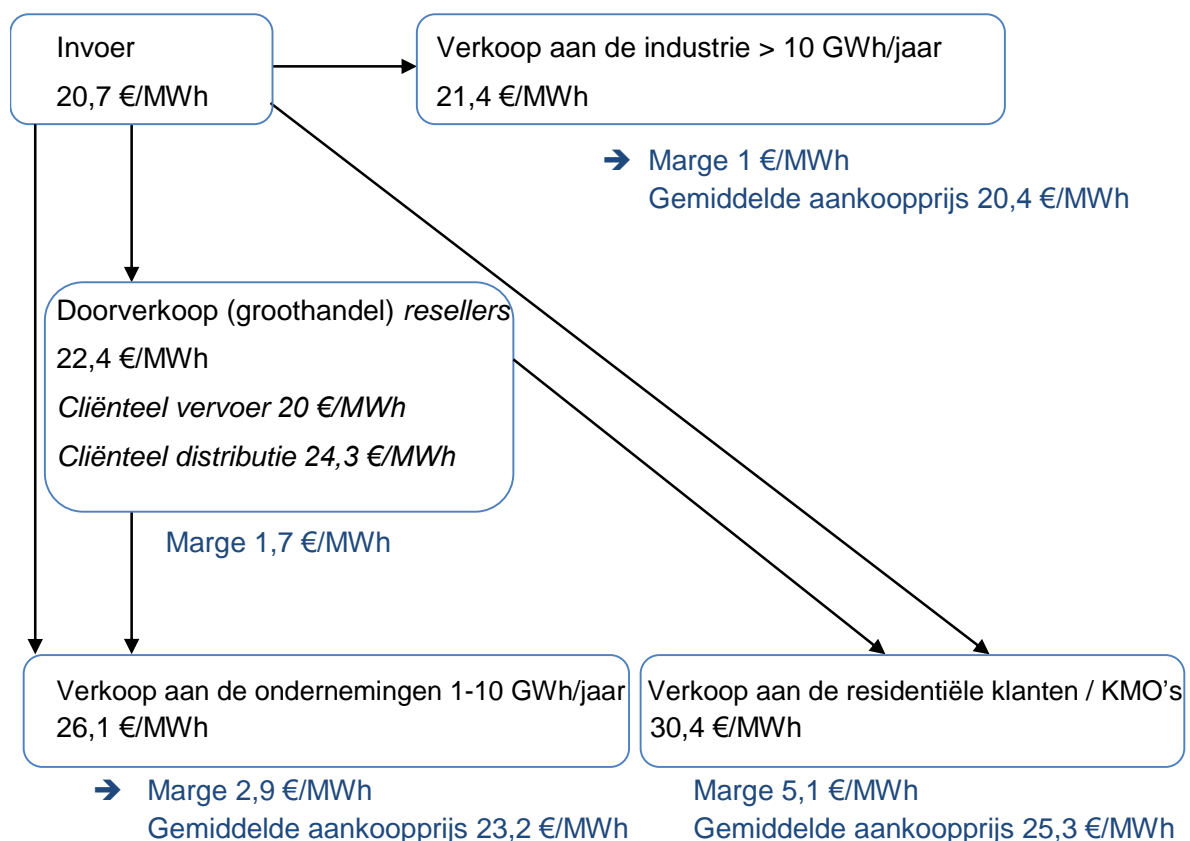 Invoer
20,7 €/MWh
Verkoop aan de industrie > 10 GWh/jaar
21,4 €/MWh
➔ Marge 1 €/MWh
Gemiddelde aankoopprijs 20,4 €/MWh
Doorverkoop (groothandel) resellers
22,4 €/MWh
Cliënteel vervoer 20 €/MWh
Cliënteel distributie 24,3 €/MWh
Marge 1,7 €/MWh
Verkoop aan de ondernemingen 1-10 GWh/jaar
26,1 €/MWh
➔ Marge 2,9 €/MWh
Gemiddelde aankoopprijs 23,2 €/MWh
Verkoop aan de residentiële klanten / KMO's
30,4 €/MWh
Marge 5,1 €/MWh
Gemiddelde aankoopprijs 25,3 €/MWh